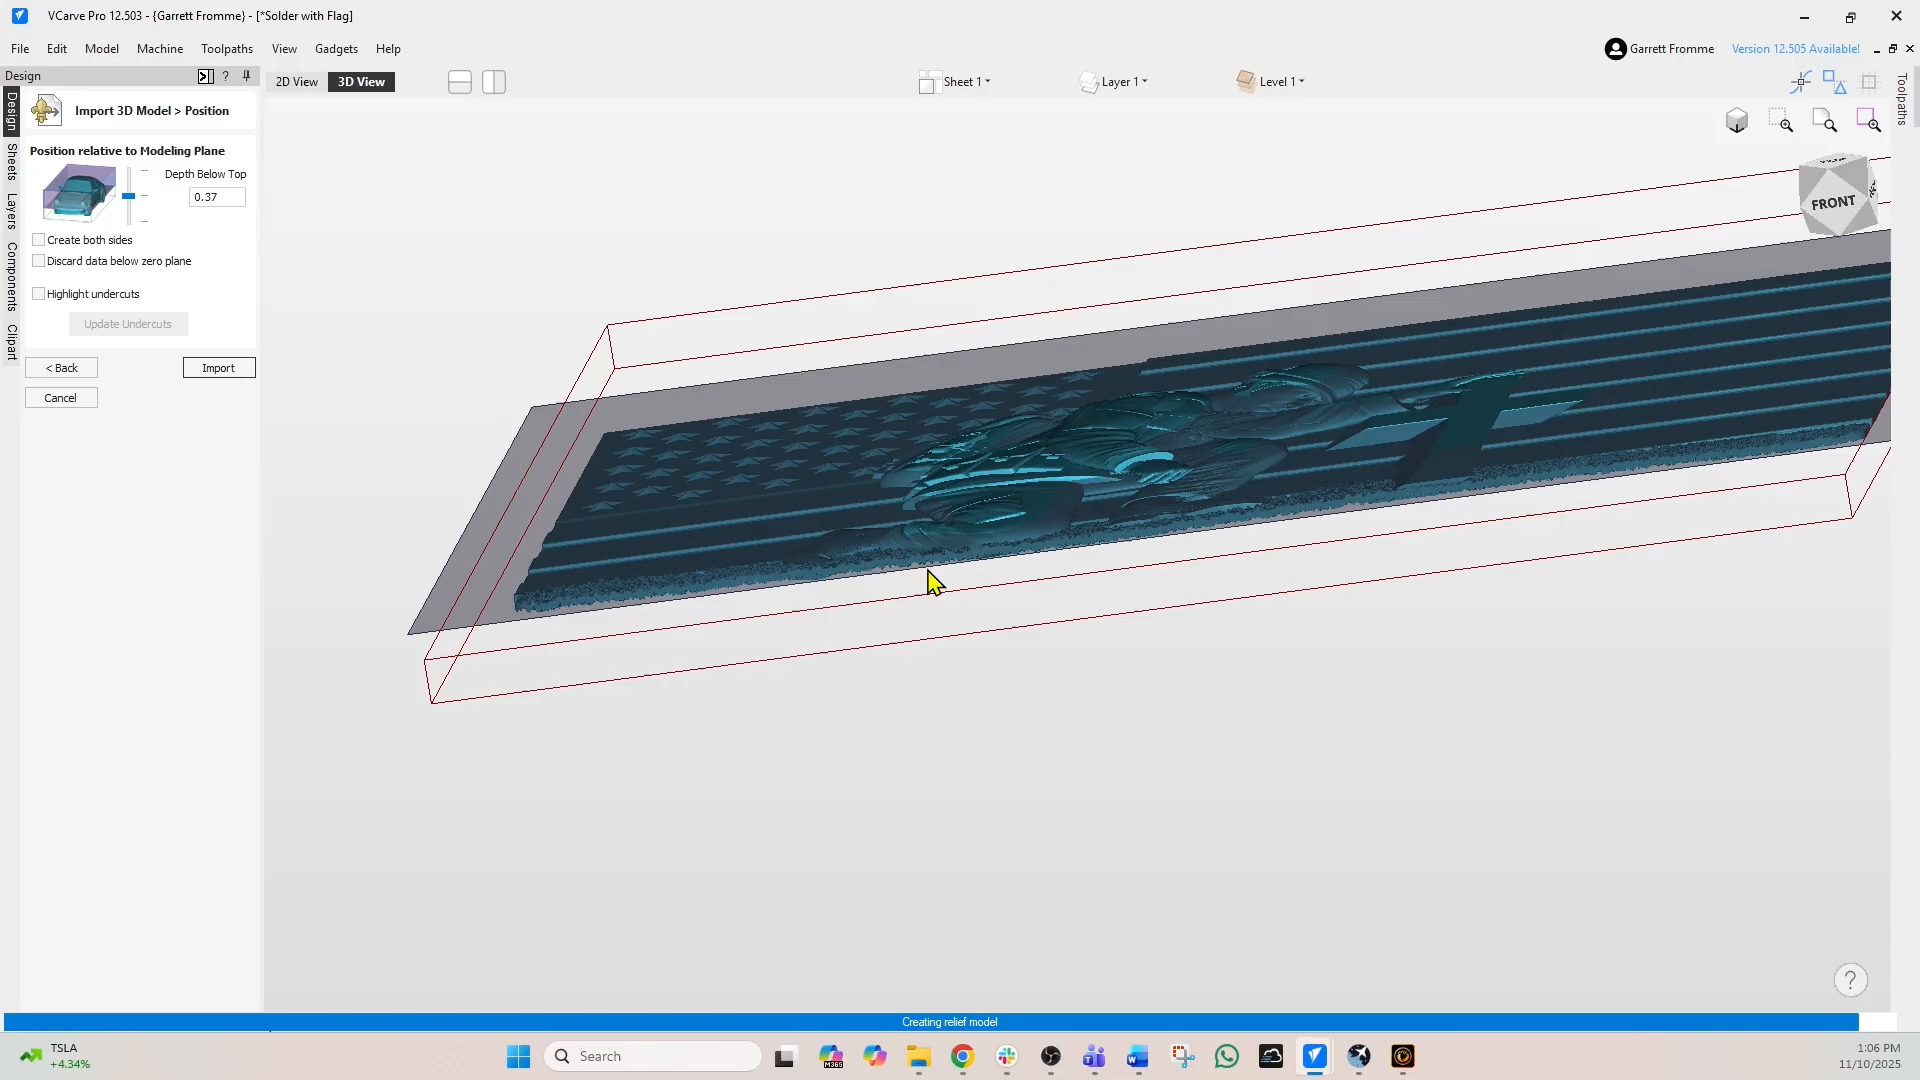 VCarve Pro 12.503 - {Garrett Fromme} - [*Solder with Flag]
File Edit Model Machine Toolpaths View Gadgets Help
Garrett Fromme Version 12.505 Available!
Design
2D View 3D View Sheet 1 Layer 1 Level 1
Design
Sheets
Layers
Components
Clipart
Toolpaths
Import 3D Model > Position
Position relative to Modeling Plane
Depth Below Top
0.37
Create both sides
Discard data below zero plane
Highlight undercuts
Update Undercuts
< Back Import
Cancel
FRONT
Creating relief model
TSLA
+4.34%
Search
M365
1:06 PM
11/10/2025